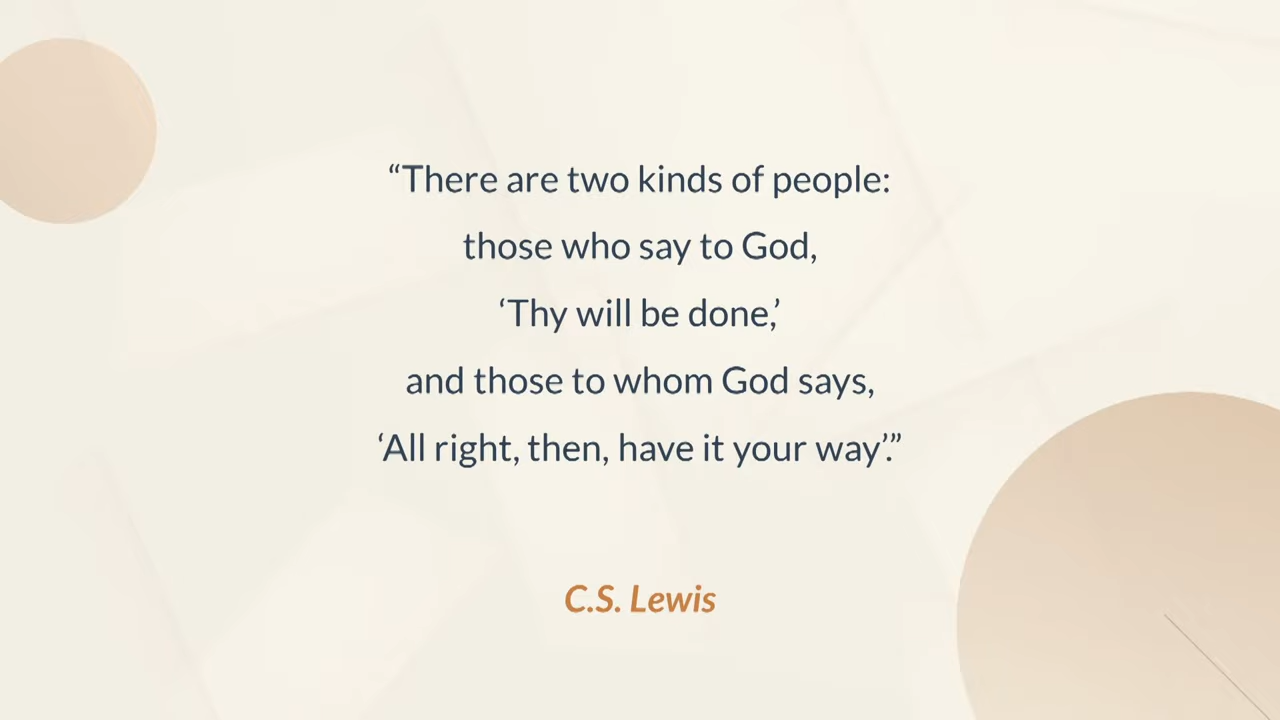 “There are two kinds of people:
those who say to God,
‘Thy will be done,’
and those to whom God says,
‘All right, then, have it your way’.”
C.S. Lewis